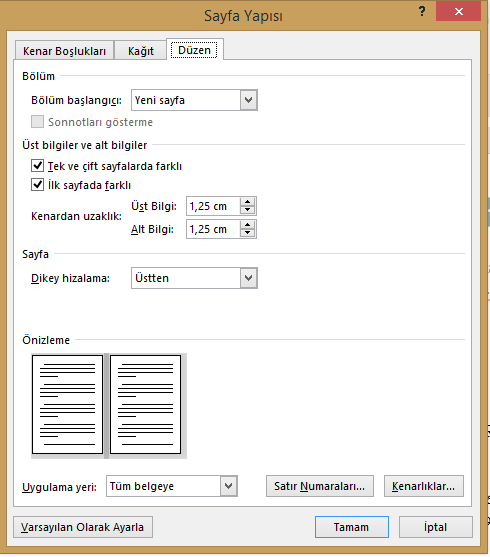 Sayfa Yapısı
?
Kenar Boşlukları Kağıt Düzen
Bölüm
Bölüm başlangıcı: Yeni sayfa
Sonnotları gösterme
Üst bilgiler ve alt bilgiler
Tek ve çift sayfalarda farklı
İlk sayfada farklı
Kenardan uzaklık: Üst Bilgi: 1,25 cm
Alt Bilgi: 1,25 cm
Sayfa
Dikey hizalama: Üstten
Önizleme
Uygulama yeri: Tüm belgeye Satır Numaraları... Kenarlıklar...
Varsayılan Olarak Ayarla Tamam İptal